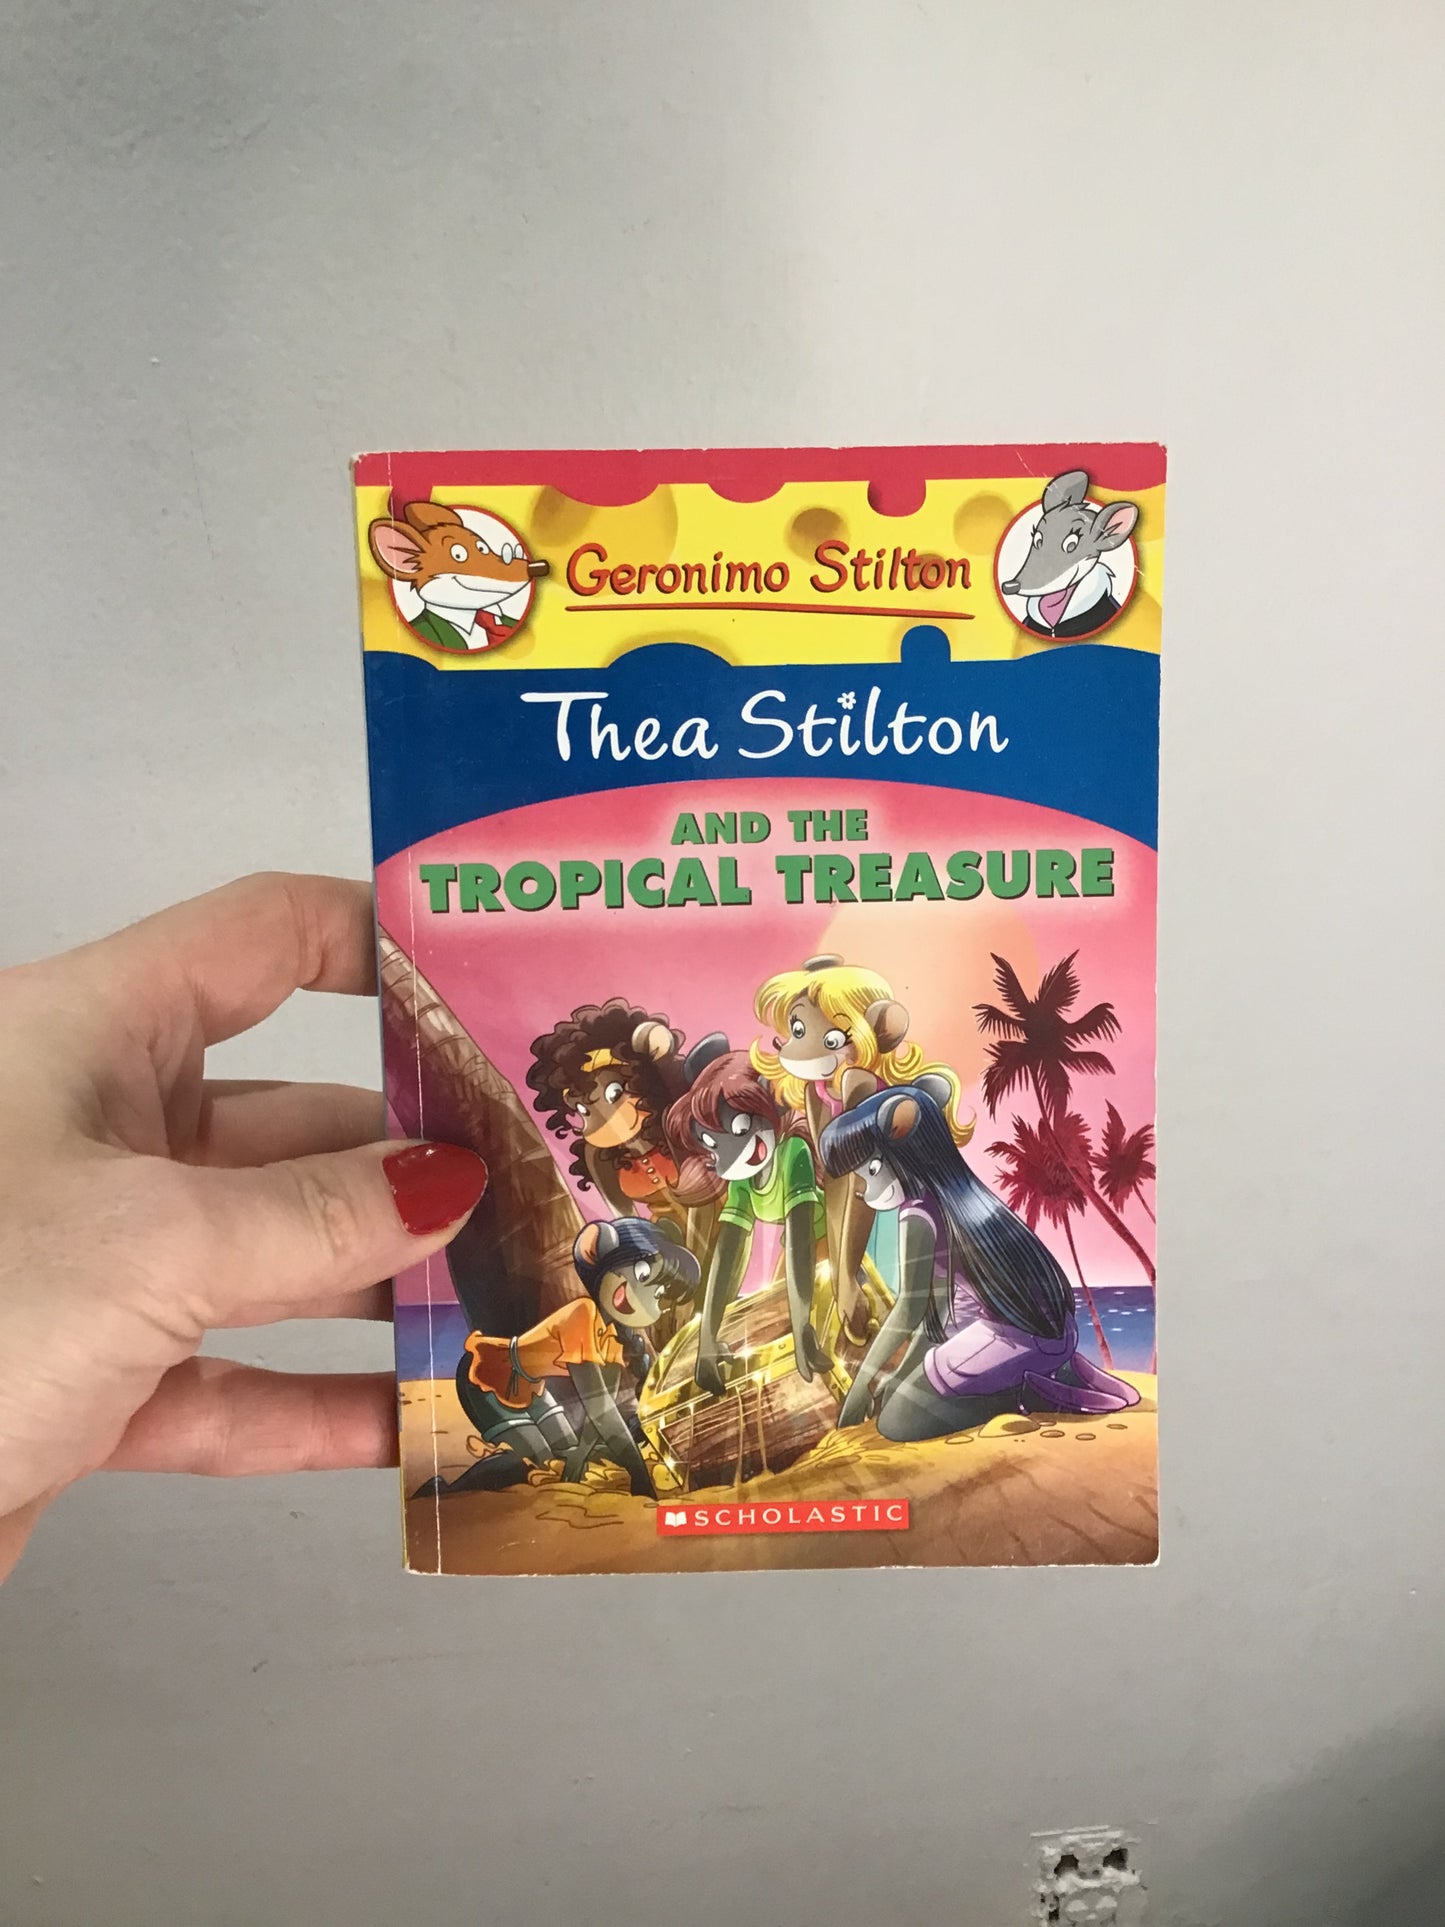 Geronimo Stilton
Thea Stilton
AND THE
TROPICAL TREASURE
SCHOLASTIC